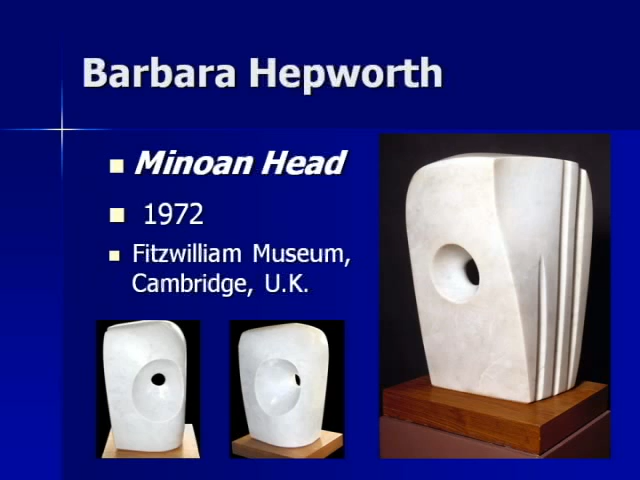 Barbara Hepworth
Minoan Head
1972
Fitzwilliam Museum,
Cambridge, U.K.